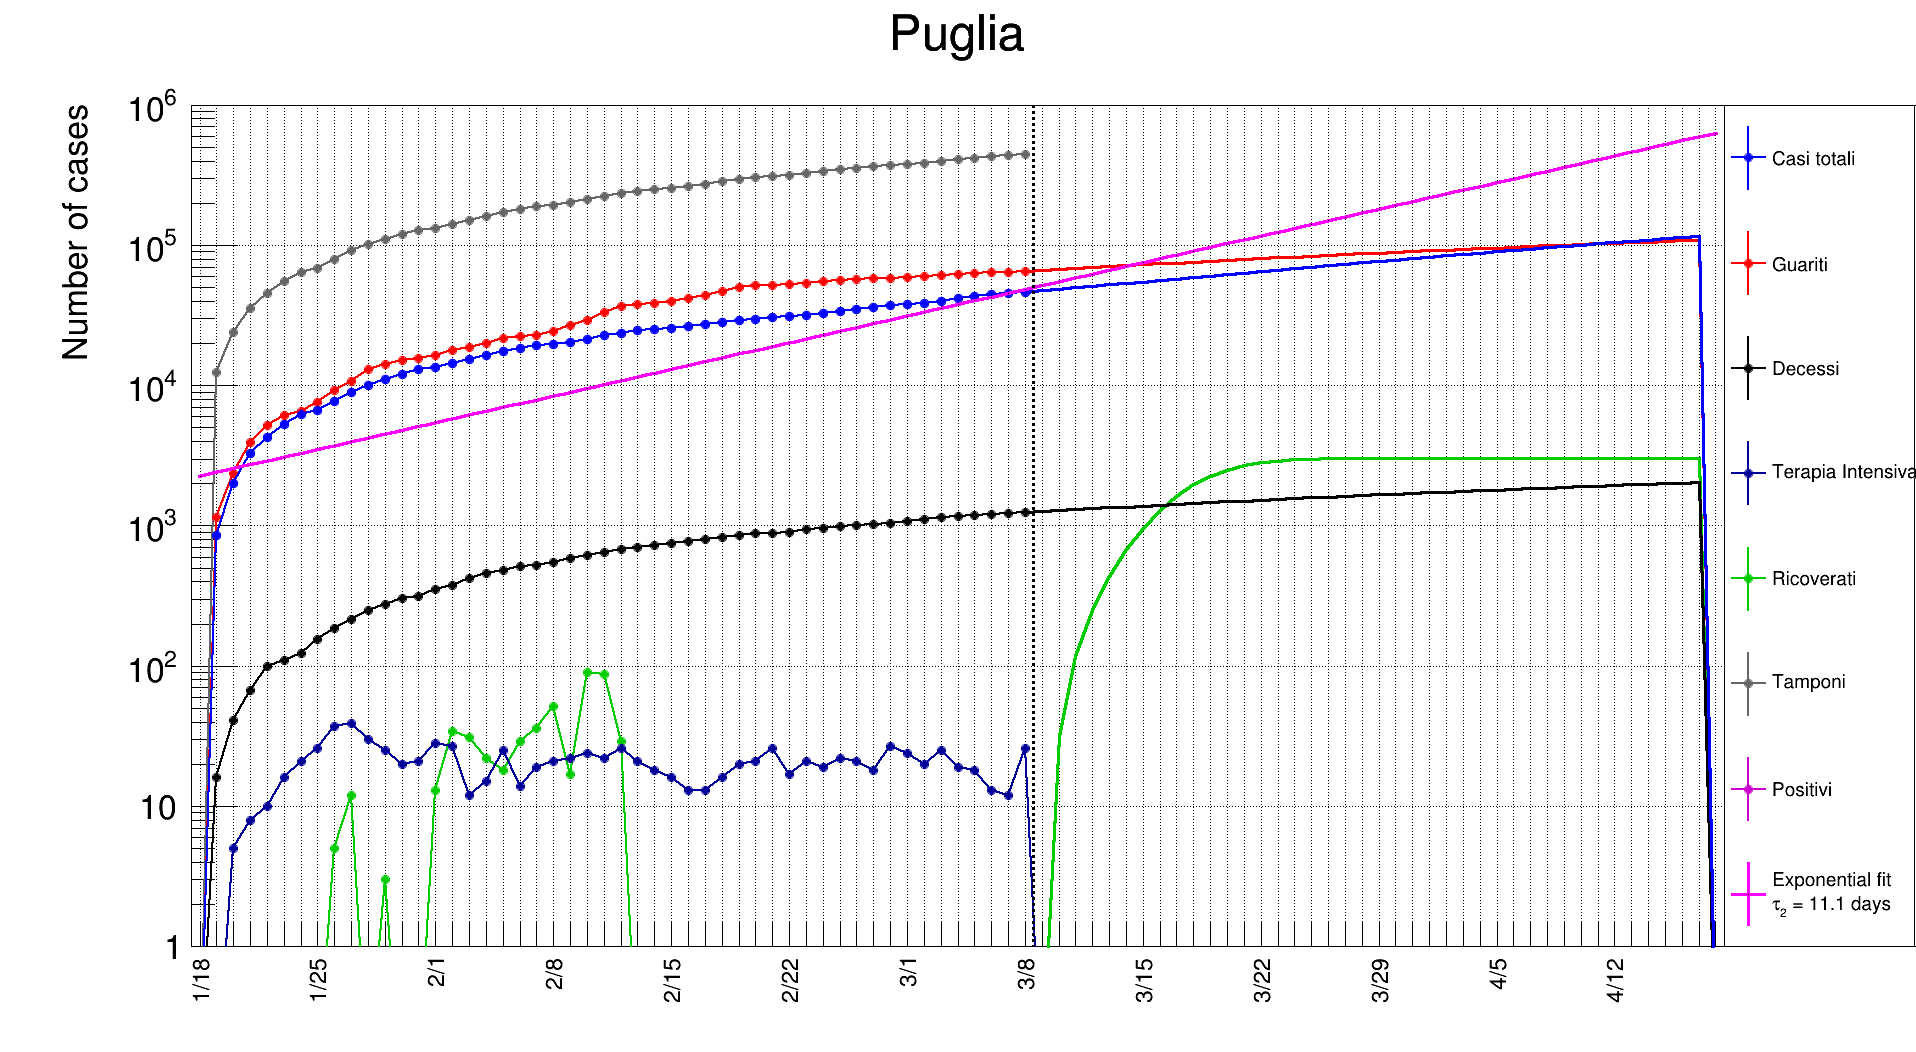 Puglia
Number of cases
10^6
10^5
10^4
10^3
10^2
10
1
1/18
1/25
2/1
2/8
2/15
2/22
3/1
3/8
3/15
3/22
3/29
4/5
4/12
Casi totali
Guariti
Decessi
Terapia Intensiva
Ricoverati
Tamponi
Positivi
Exponential fit
τ₂ = 11.1 days